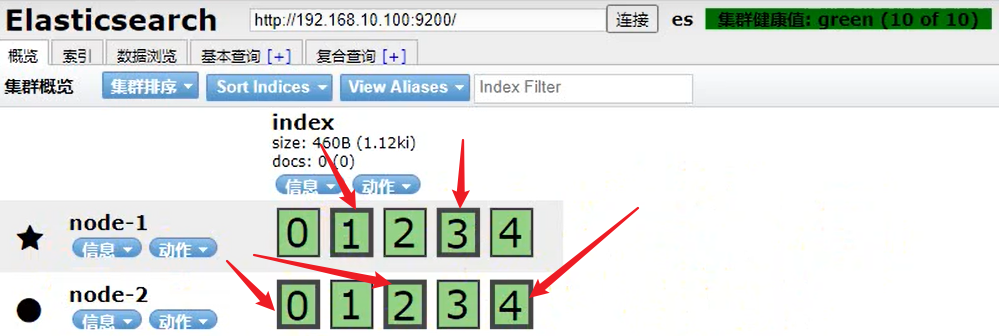 Elasticsearch http://192.168.10.100:9200/ 连接 es 集群健康值: green (10 of 10)
概览 索引 数据浏览 基本查询 [+] 复合查询 [+]
集群概览 集群排序 Sort Indices View Aliases Index Filter
index
size: 460B (1.12ki)
docs: 0 (0)
信息 动作
node-1
信息 动作
0 1 2 3 4
node-2
信息 动作
0 1 2 3 4